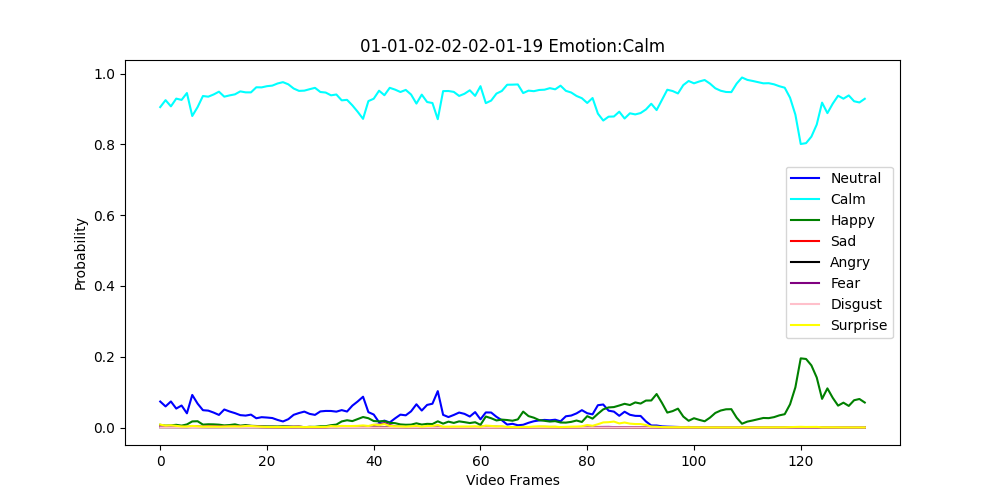 01-01-02-02-02-01-19 Emotion:Calm
1.0
0.8
0.6
0.4
0.2
0.0
Probability
Neutral
Calm
Happy
Sad
Angry
Fear
Disgust
Surprise
0 20 40 60 80 100 120
Video Frames